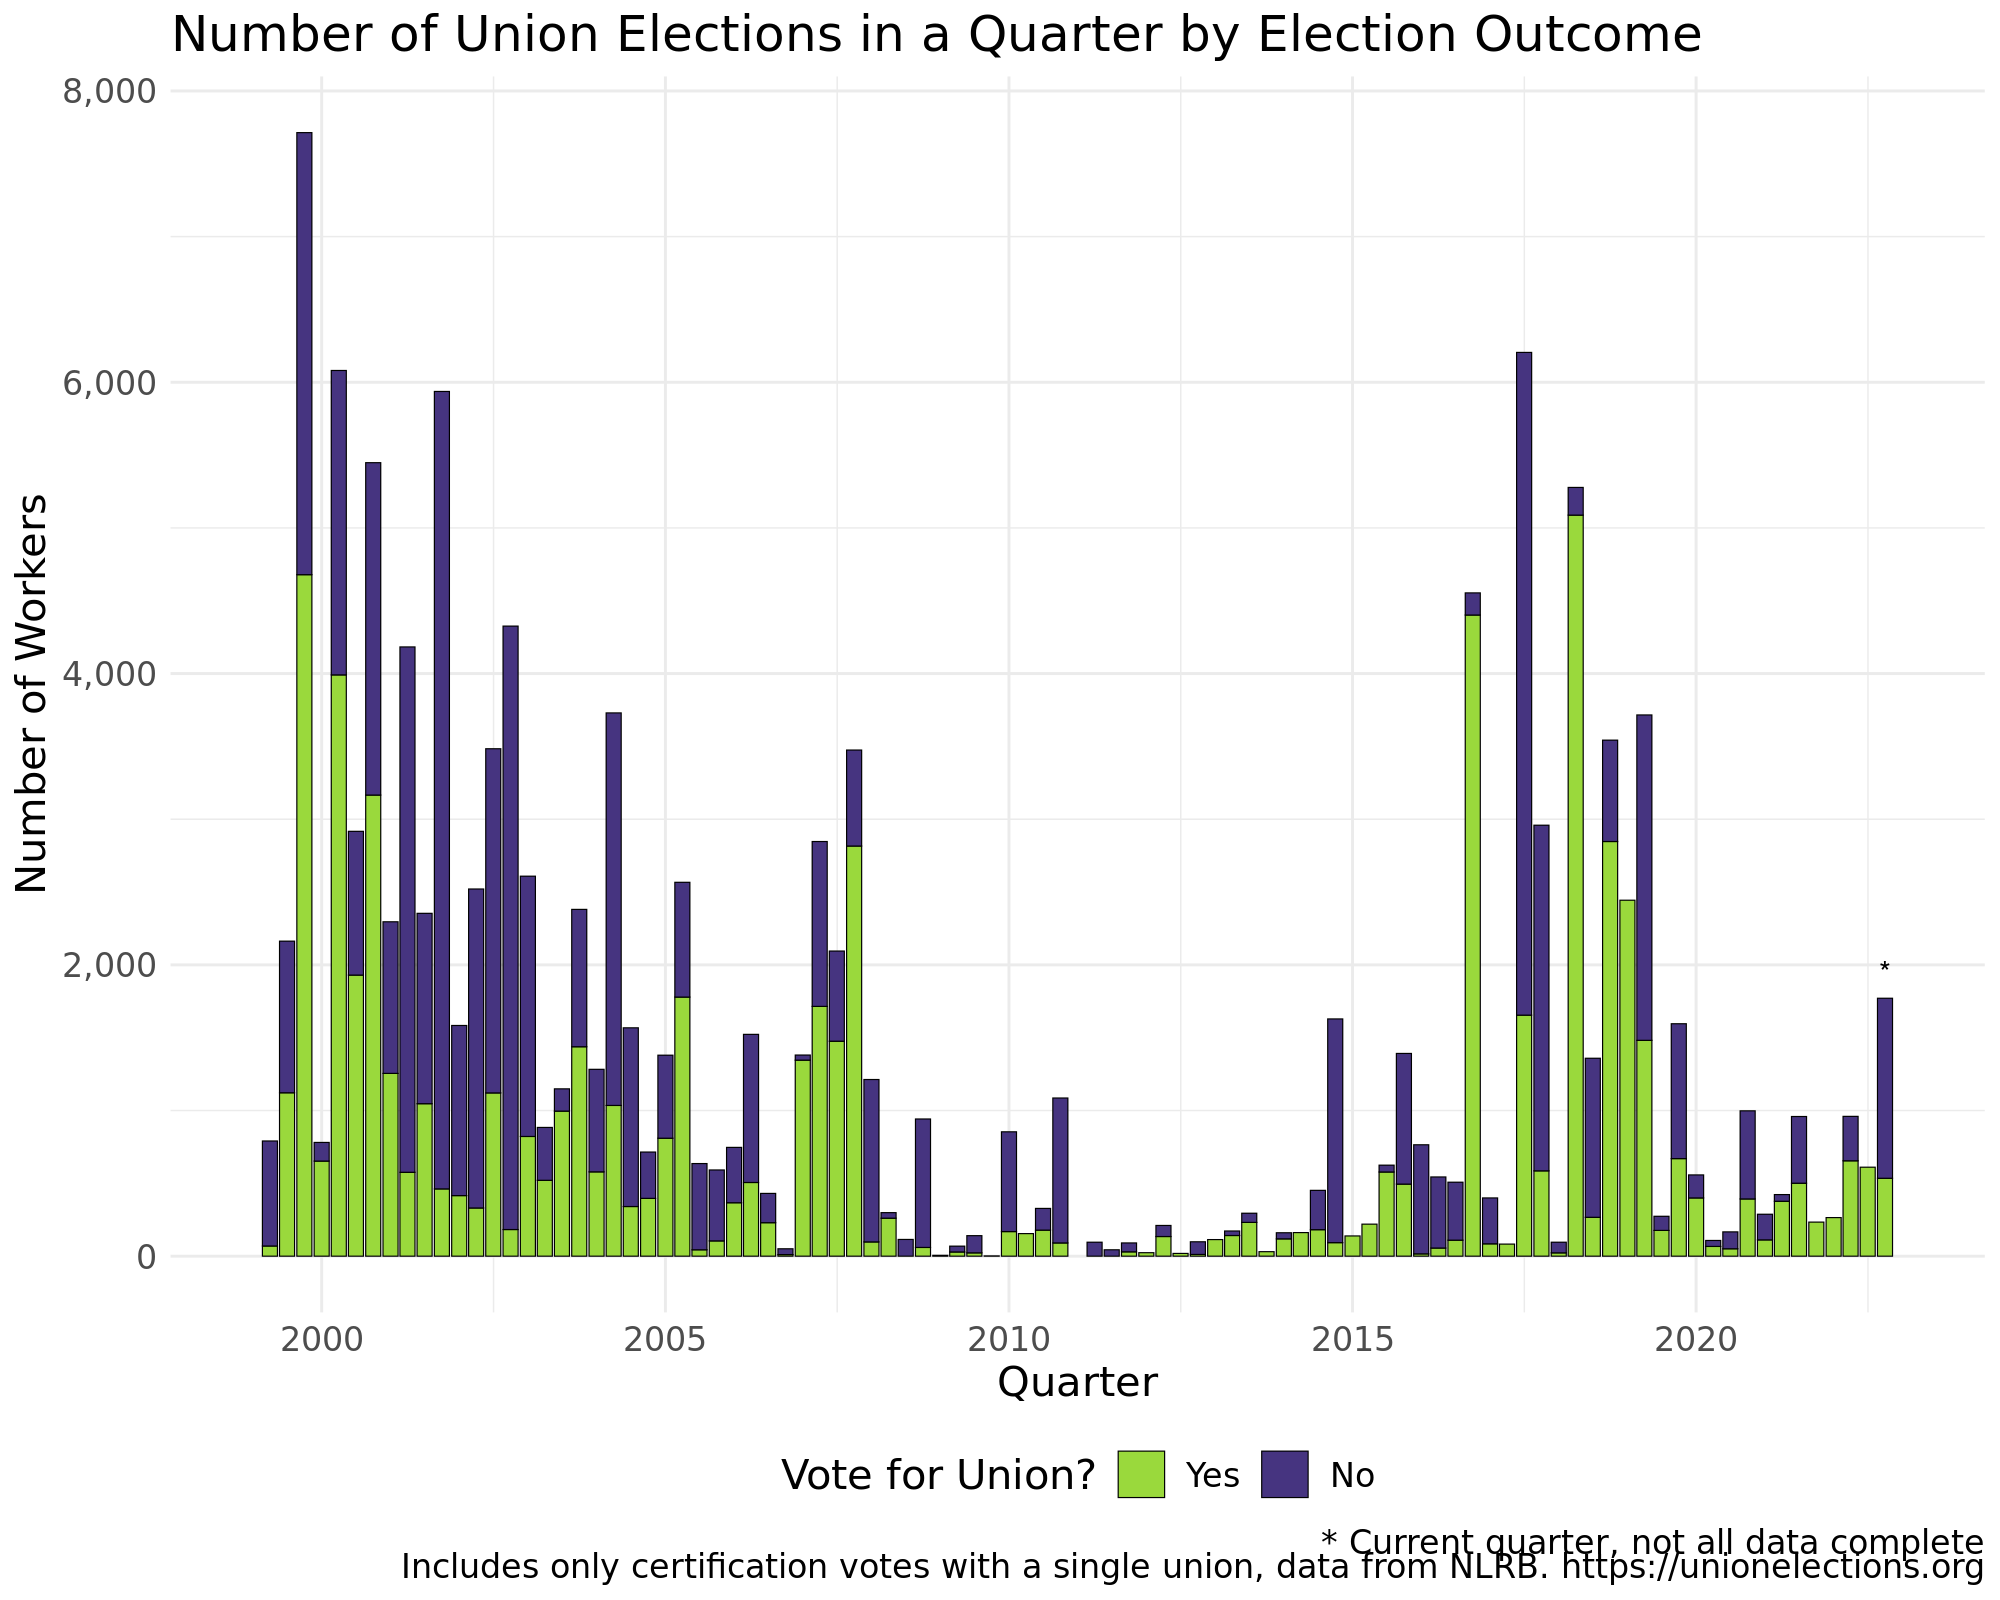 Number of Union Elections in a Quarter by Election Outcome
8,000
6,000
4,000
2,000
0
Number of Workers
*
2000 2005 2010 2015 2020
Quarter
Vote for Union? Yes No
* Current quarter, not all data complete
Includes only certification votes with a single union, data from NLRB. https://unionelections.org